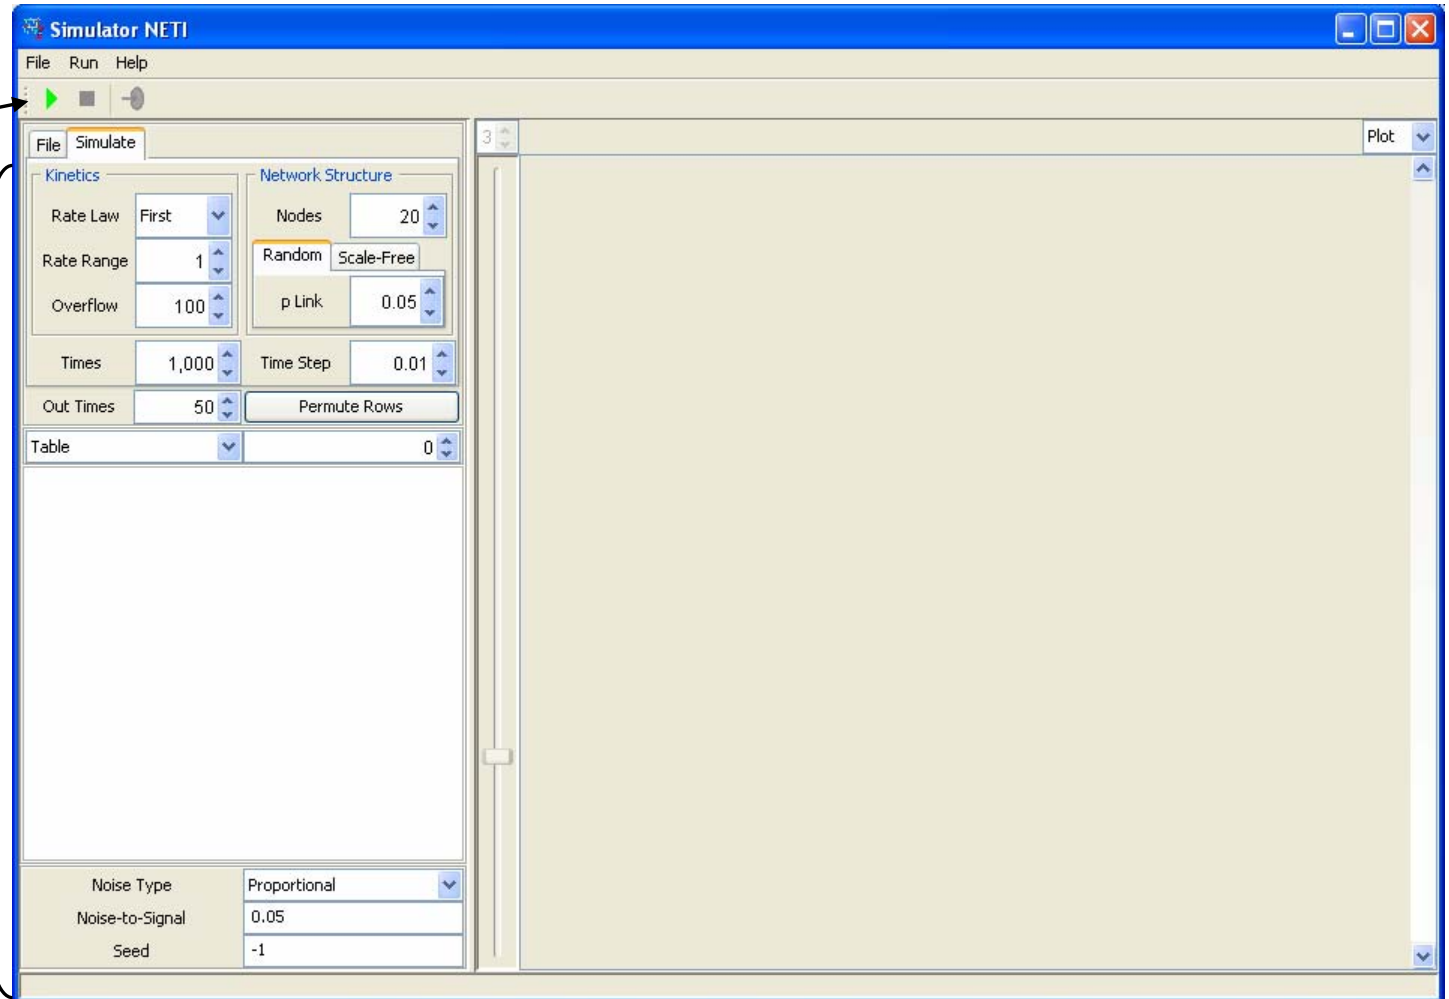 Simulator NETI
File Run Help
File Simulate
3
Plot
Kinetics
Network Structure
Rate Law First
Nodes 20
Rate Range 1
Random Scale-Free
Overflow 100
p Link 0.05
Times 1,000
Time Step 0.01
Out Times 50
Permute Rows
Table 0
Noise Type Proportional
Noise-to-Signal 0.05
Seed -1